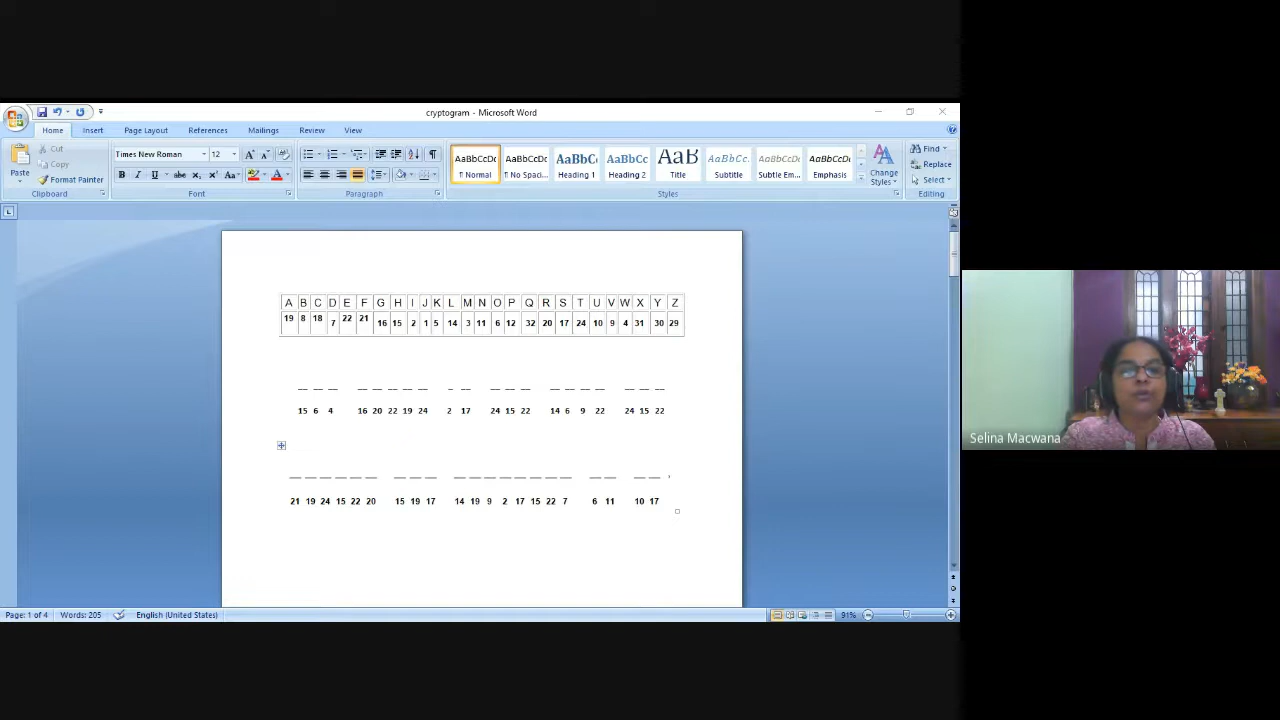 cryptogram - Microsoft Word
Home Insert Page Layout References Mailings Review View
Paste
Cut
Copy
Format Painter
Clipboard
Times New Roman 12
Font
Paragraph
AaBbCcDc AaBbCcDc AaBbC AaBbCc AaB AaBbCc. AaBbCcDc AaBbCcDc
¶ Normal ¶ No Spaci... Heading 1 Heading 2 Title Subtitle Subtle Em... Emphasis
Change Styles
Styles
Find
Replace
Select
Editing
A B C D E F G H I J K L M N O P Q R S T U V W X Y Z
19 8 18 7 22 21 16 15 2 1 5 14 3 11 6 12 32 20 17 24 10 9 4 31 30 29
15 6 4 16 20 22 19 24 2 17 24 15 22 14 6 9 22 24 15 22
,
21 19 24 15 22 20 15 19 17 14 19 9 2 17 15 22 7 6 11 10 17
Selina Macwana
Page: 1 of 4 Words: 205 English (United States) 91%